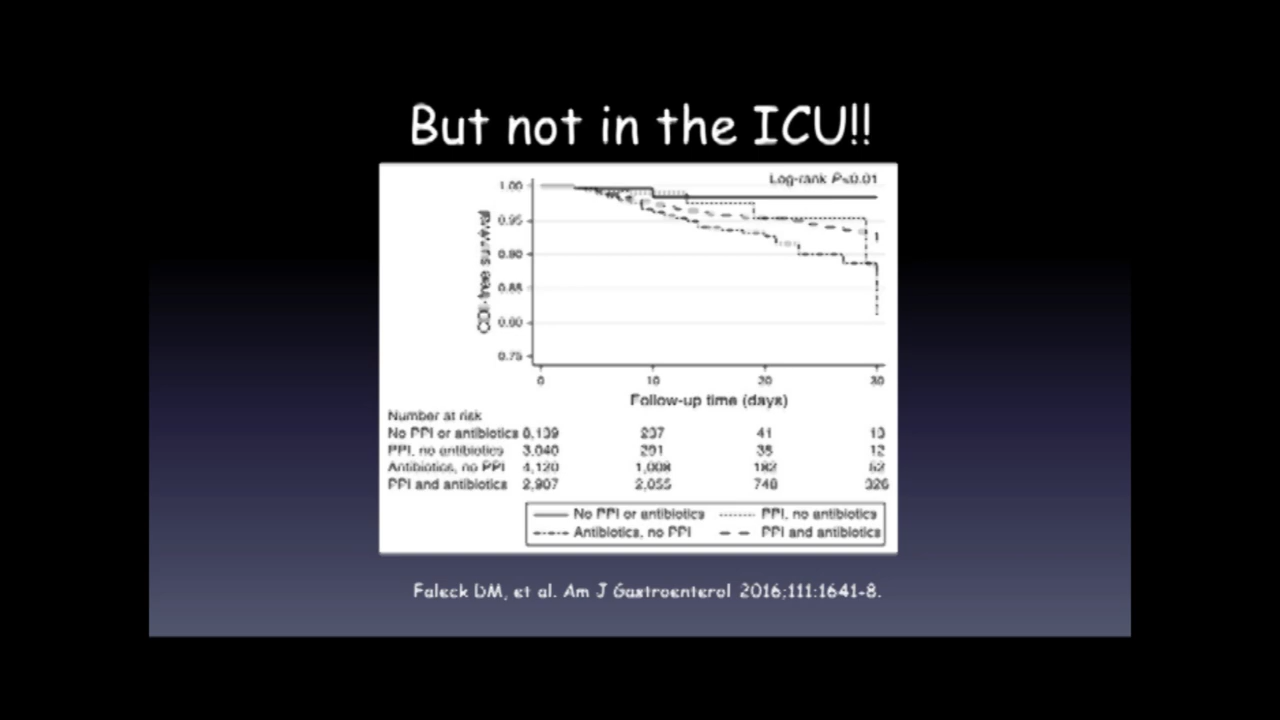 But not in the ICU!!
Log-rank P<0.01
1.00
0.95
0.90
0.85
0.80
0.75
CDI-free survival
0 10 20 30
Follow-up time (days)
Number at risk
No PPI or antibiotics 237 41 13
PPI, no antibiotics 3,040 291 12
Antibiotics, no PPI 4,120 1,008 182
PPI and antibiotics 2,907 2,055 748 326
No PPI or antibiotics PPI, no antibiotics
Antibiotics, no PPI PPI and antibiotics
Faleck DM, et al. Am J Gastroenterol 2016;111:1641-8.